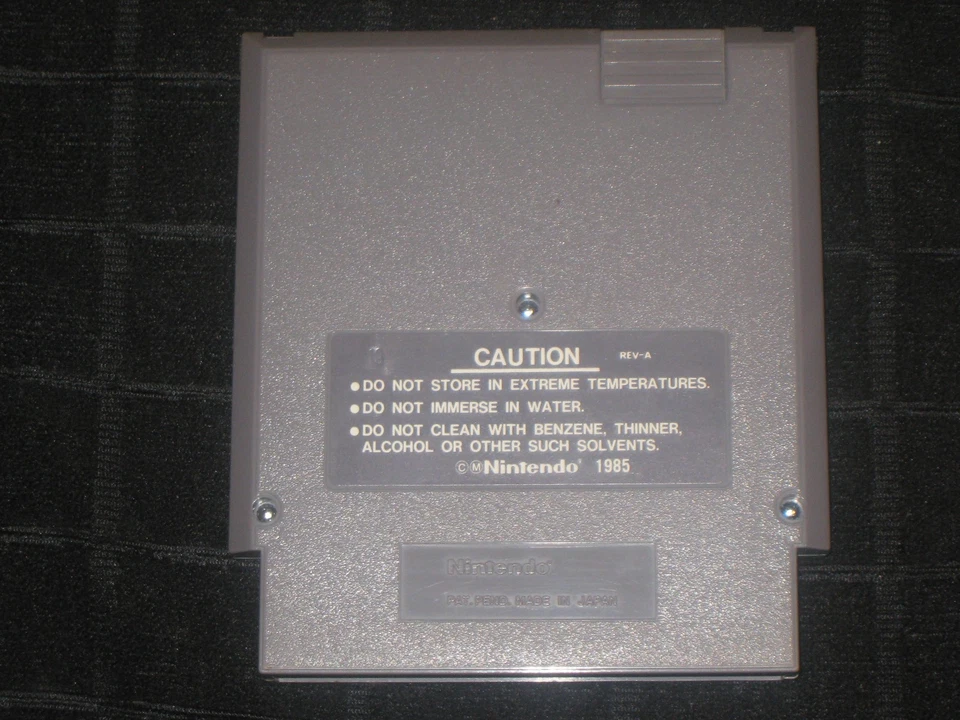 CAUTION REV-A
●DO NOT STORE IN EXTREME TEMPERATURES.
●DO NOT IMMERSE IN WATER.
●DO NOT CLEAN WITH BENZENE, THINNER,
ALCOHOL OR OTHER SUCH SOLVENTS.
©Ⓜ Nintendo® 1985
Nintendo®
PAT. PEND. MADE IN JAPAN